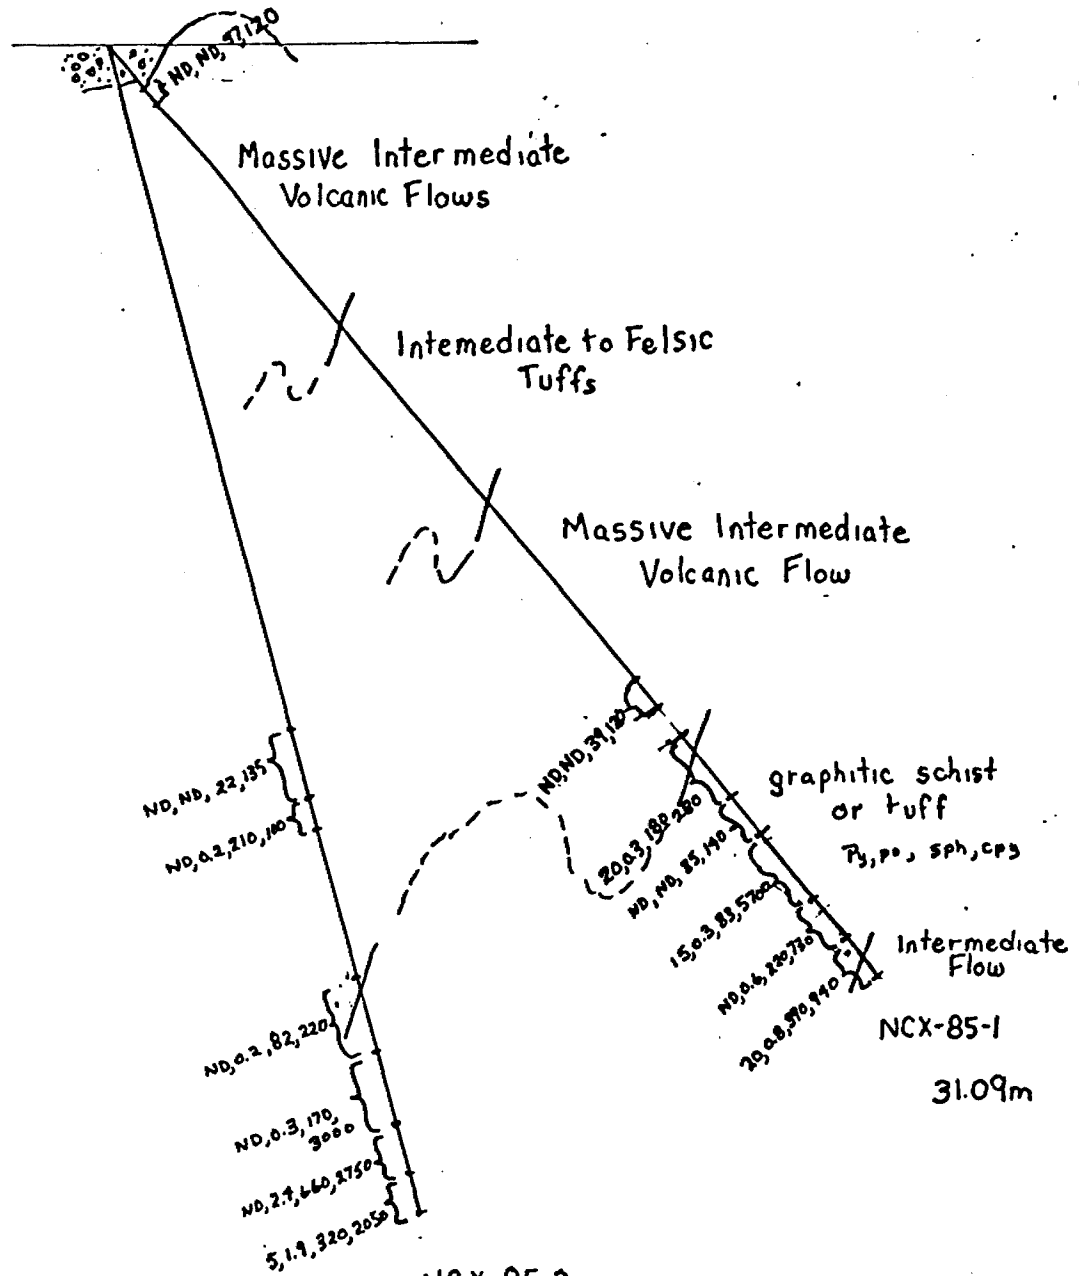 ND, ND, 97,120
Massive Intermediate
Volcanic Flows
Intemediate to Felsic
Tuffs
Massive Intermediate
Volcanic Flow
ND,ND,39,120
graphitic schist
or tuff
Py,po, sph,cpy
20,0.3,180,280
ND, ND, 85,190
15,0.3,83,5700
ND,0.6,220,730
20,0.8,390,940
Intermediate
Flow
NCX-85-1
31.09m
ND, ND, 22,135
ND,0.2,210,100
ND,0.2,82,220
ND,0.3,170,
3000
ND,2.4,660,2750
5,1.9,320,2050